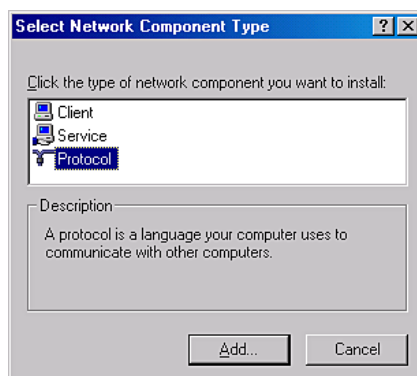 Select Network Component Type
Click the type of network component you want to install:
Client
Service
Protocol
Description
A protocol is a language your computer uses to
communicate with other computers.
Add... Cancel